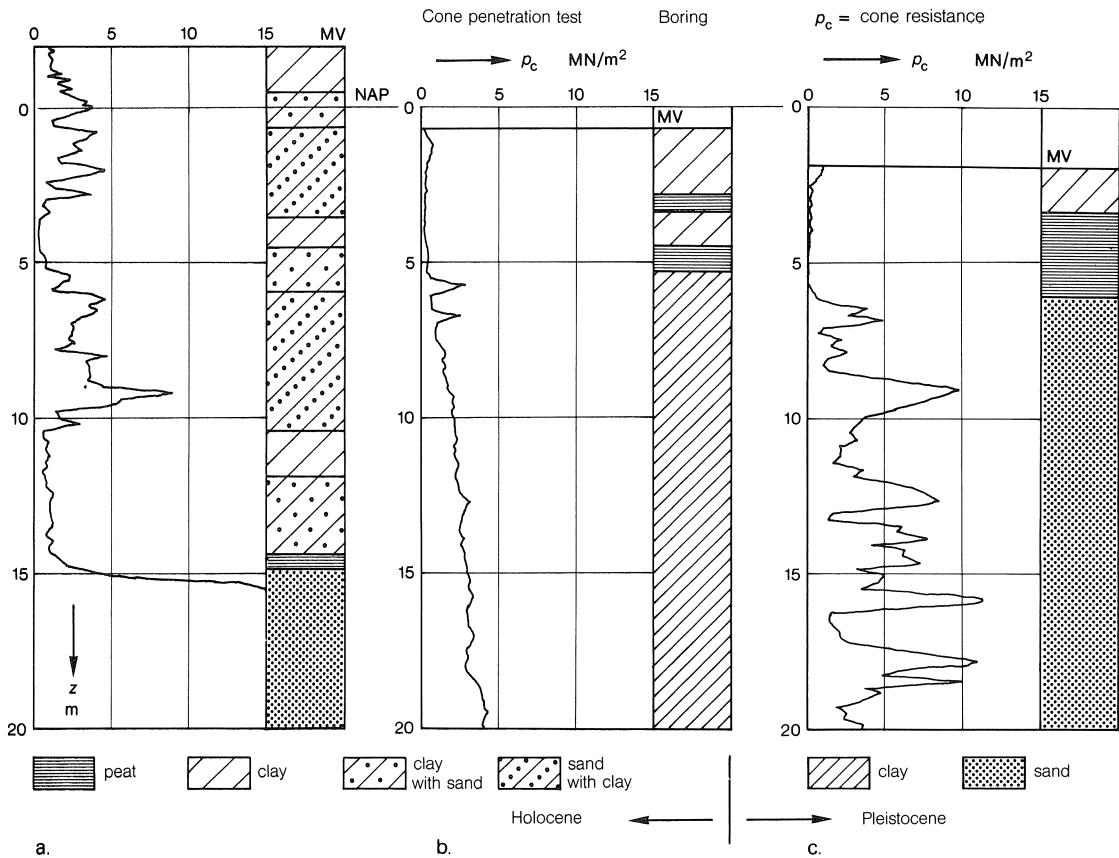 Cone penetration test Boring p_c = cone resistance
p_c MN/m² p_c MN/m²
0 5 10 15 MV
NAP
0 5 10 15
MV
0 5 10 15
MV
0
5
10
15
20
z
m
0
5
10
15
20
0
5
10
15
20
peat
clay
clay
with sand
sand
with clay
clay
sand
Holocene Pleistocene
a. b. c.